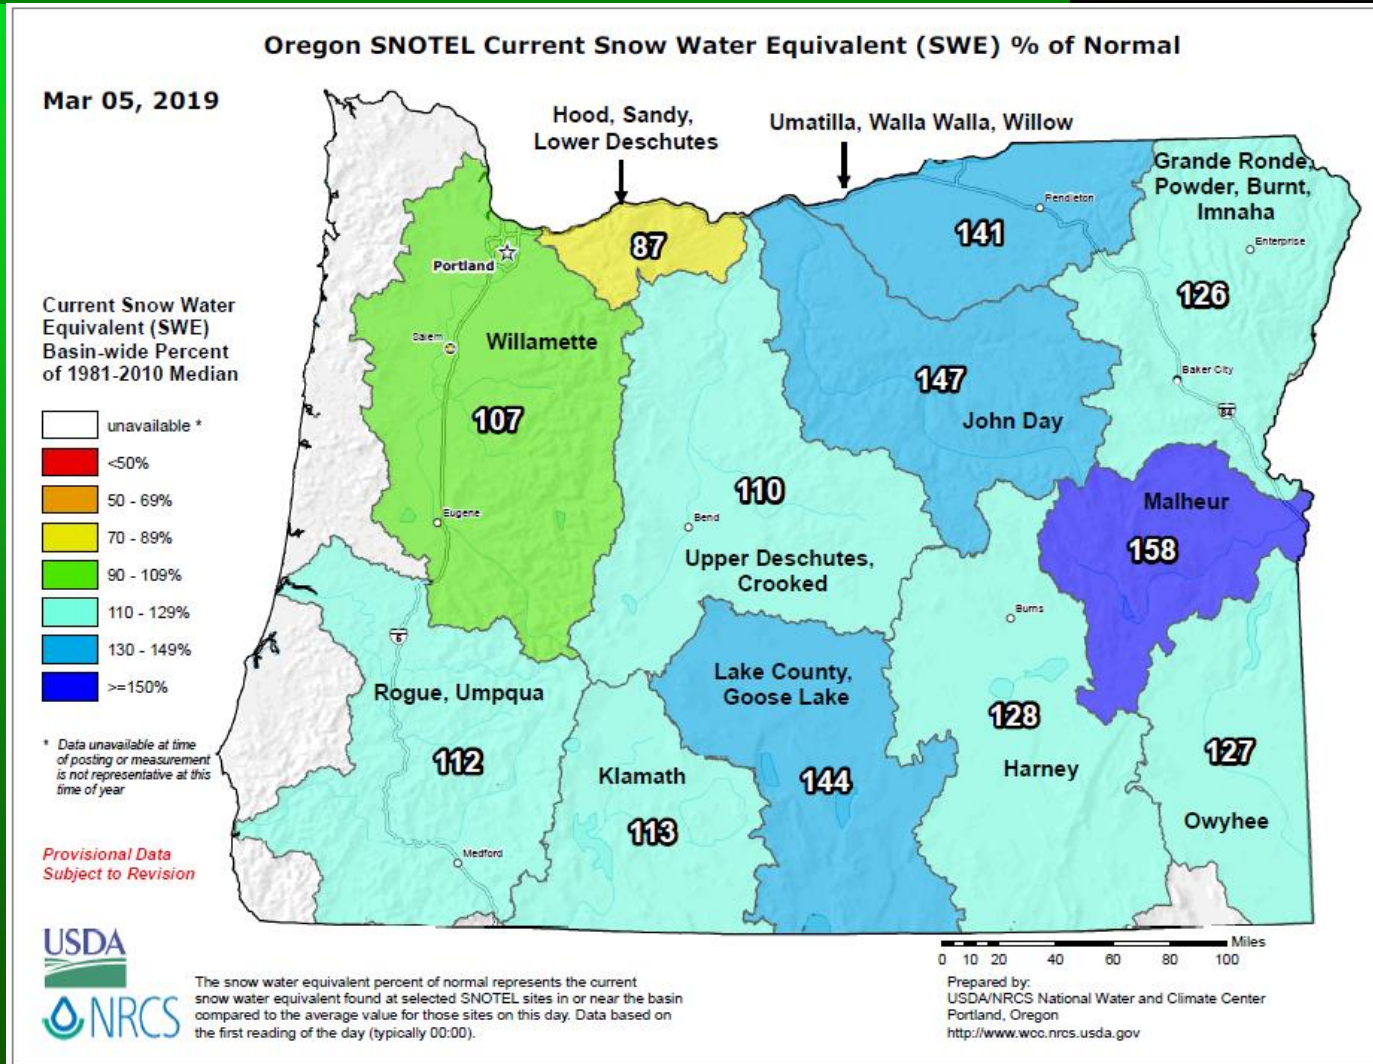 Oregon SNOTEL Current Snow Water Equivalent (SWE) % of Normal
Mar 05, 2019
Hood, Sandy,
Lower Deschutes
Umatilla, Walla Walla, Willow
Grande Ronde,
Powder, Burnt,
Imnaha
Pendleton
Enterprise
87
141
Portland
126
Current Snow Water
Equivalent (SWE)
Basin-wide Percent
of 1981-2010 Median
Salem
Willamette
147
Baker City
John Day
84
107
unavailable *
<50%
50 - 69%
70 - 89%
90 - 109%
110 - 129%
130 - 149%
>=150%
110
Malheur
Eugene
Bend
158
Upper Deschutes,
Crooked
Burns
Lake County,
Goose Lake
Rogue, Umpqua
128
112
Klamath
144
Harney
127
113
Owyhee
Medford
* Data unavailable at time
of posting or measurement
is not representative at this
time of year
Provisional Data
Subject to Revision
USDA
NRCS
The snow water equivalent percent of normal represents the current
snow water equivalent found at selected SNOTEL sites in or near the basin
compared to the average value for those sites on this day. Data based on
the first reading of the day (typically 00:00).
Miles
0 10 20 40 60 80 100
Prepared by:
USDA/NRCS National Water and Climate Center
Portland, Oregon
http://www.wcc.nrcs.usda.gov